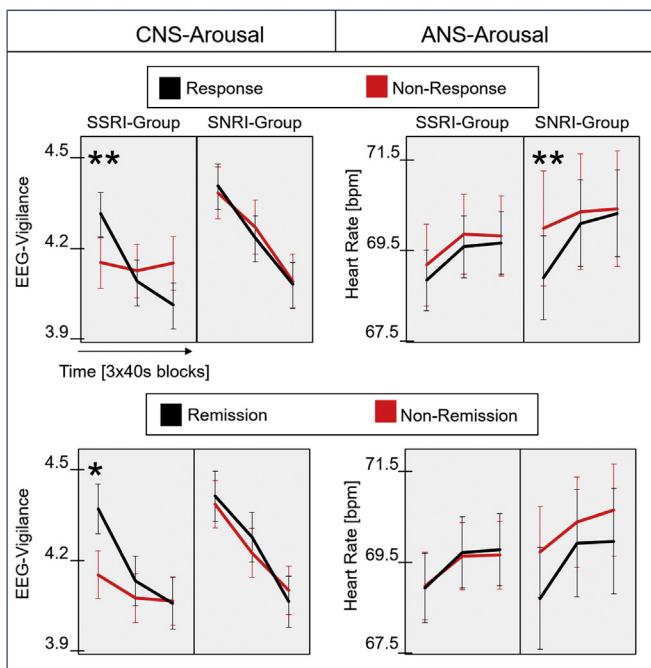 CNS-Arousal ANS-Arousal
Response Non-Response
SSRI-Group SNRI-Group SSRI-Group SNRI-Group
EEG-Vigilance
4.5
4.2
3.9
**
Heart Rate [bpm]
71.5
69.5
67.5
**
Time [3x40s blocks]
Remission Non-Remission
EEG-Vigilance
4.5
4.2
3.9
*
Heart Rate [bpm]
71.5
69.5
67.5